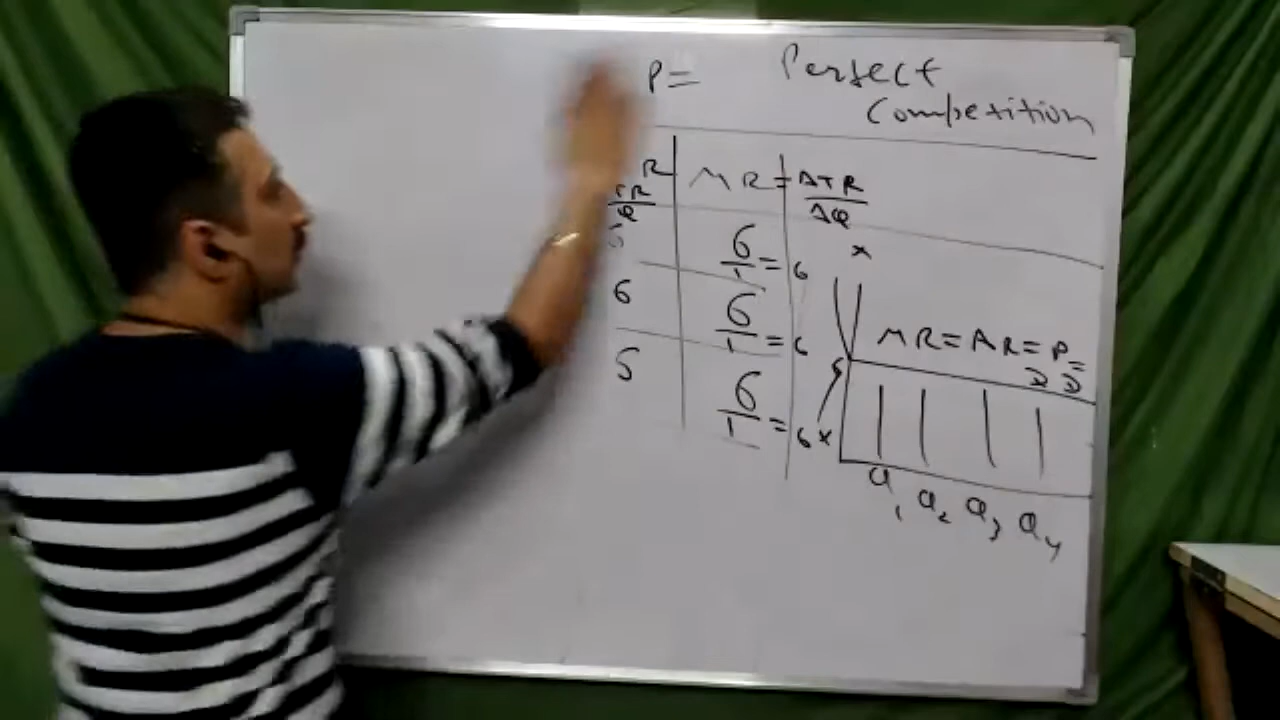 P= Perfect
Competition
R MR = ΔTR
TR
Q ΔQ
6
1 = 6
6 6
1 = 6
5 6
1 = 6
MR = AR = P =
Q1 Q2 Q3 Q4